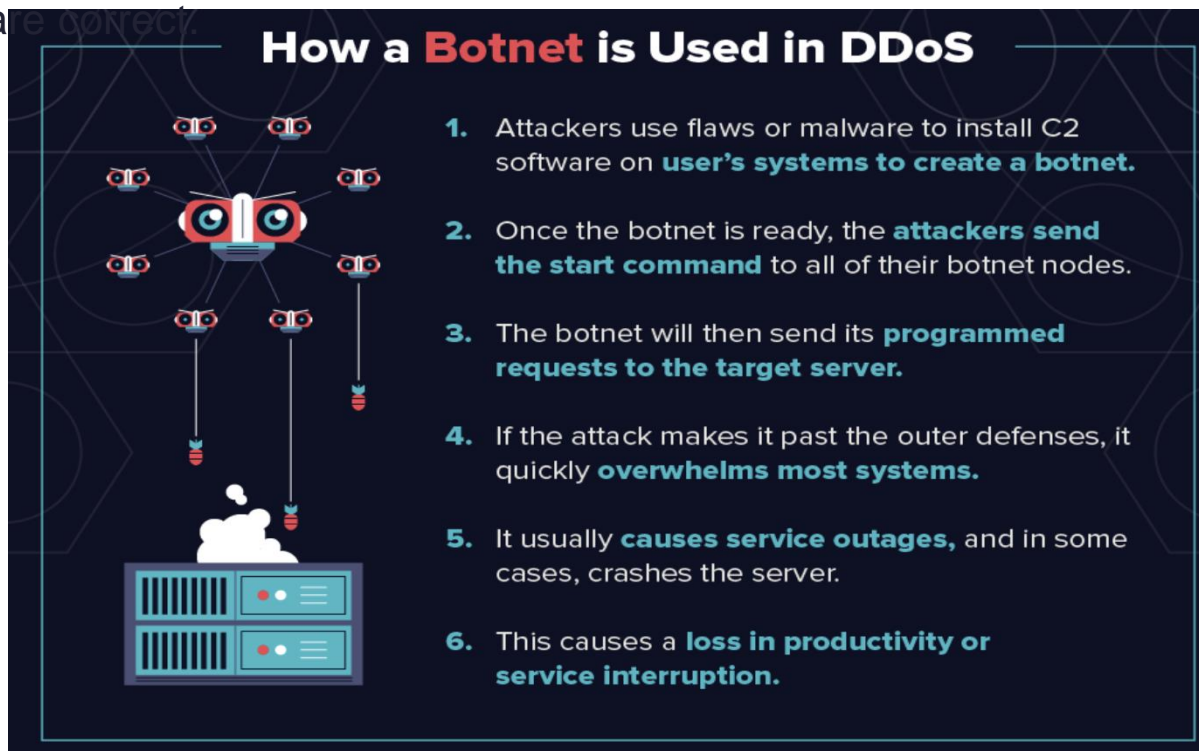 are correct.
How a Botnet is Used in DDoS
1. Attackers use flaws or malware to install C2
software on user's systems to create a botnet.
2. Once the botnet is ready, the attackers send
the start command to all of their botnet nodes.
3. The botnet will then send its programmed
requests to the target server.
4. If the attack makes it past the outer defenses, it
quickly overwhelms most systems.
5. It usually causes service outages, and in some
cases, crashes the server.
6. This causes a loss in productivity or
service interruption.